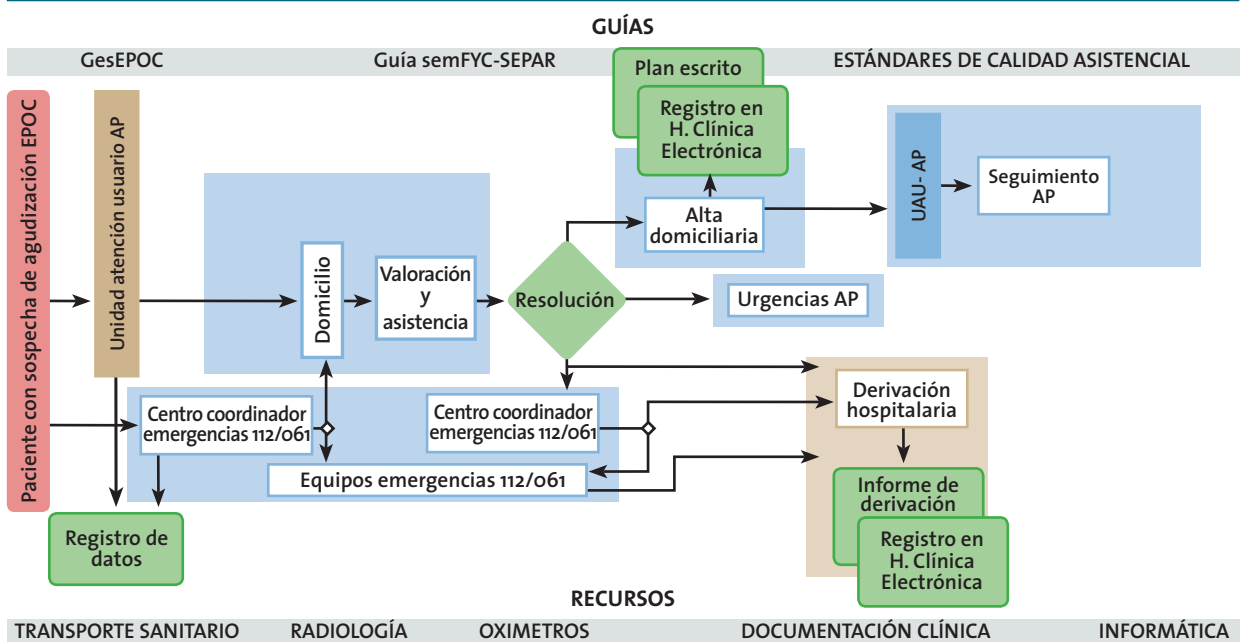 GUÍAS
GesEPOC
Guía semFYC-SEPAR
ESTÁNDARES DE CALIDAD ASISTENCIAL
Paciente con sospecha de agudización EPOC
Unidad atención usuario AP
Plan escrito
Registro en
H. Clínica
Electrónica
Domicilio
Valoración
y
asistencia
Resolución
Alta
domiciliaria
UAU- AP
Seguimiento
AP
Urgencias AP
Centro coordinador
emergencias 112/061
Centro coordinador
emergencias 112/061
Equipos emergencias 112/061
Derivación
hospitalaria
Registro de
datos
Informe de
derivación
Registro en
H. Clínica
Electrónica
RECURSOS
TRANSPORTE SANITARIO
RADIOLOGÍA
OXIMETROS
DOCUMENTACIÓN CLÍNICA
INFORMÁTICA